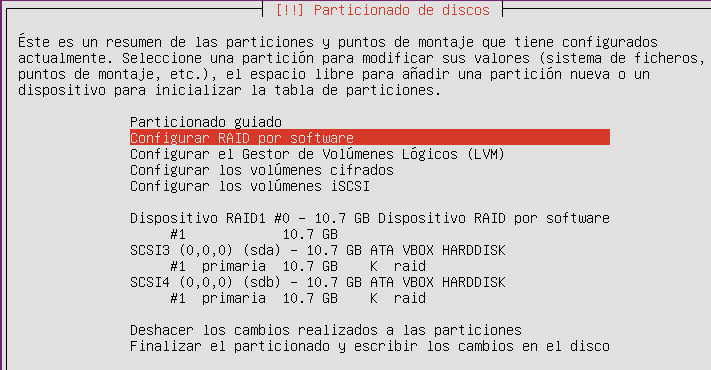 [!!] Particionado de discos
Éste es un resumen de las particiones y puntos de montaje que tiene configurados
actualmente. Seleccione una partición para modificar sus valores (sistema de ficheros,
puntos de montaje, etc.), el espacio libre para añadir una partición nueva o un
dispositivo para inicializar la tabla de particiones.
Particionado guiado
Configurar RAID por software
Configurar el Gestor de Volúmenes Lógicos (LVM)
Configurar los volúmenes cifrados
Configurar los volúmenes iSCSI
Dispositivo RAID1 #0 - 10.7 GB Dispositivo RAID por software
#1 10.7 GB
SCSI3 (0,0,0) (sda) - 10.7 GB ATA VBOX HARDDISK
#1 primaria 10.7 GB K raid
SCSI4 (0,0,0) (sdb) - 10.7 GB ATA VBOX HARDDISK
#1 primaria 10.7 GB K raid
Deshacer los cambios realizados a las particiones
Finalizar el particionado y escribir los cambios en el disco